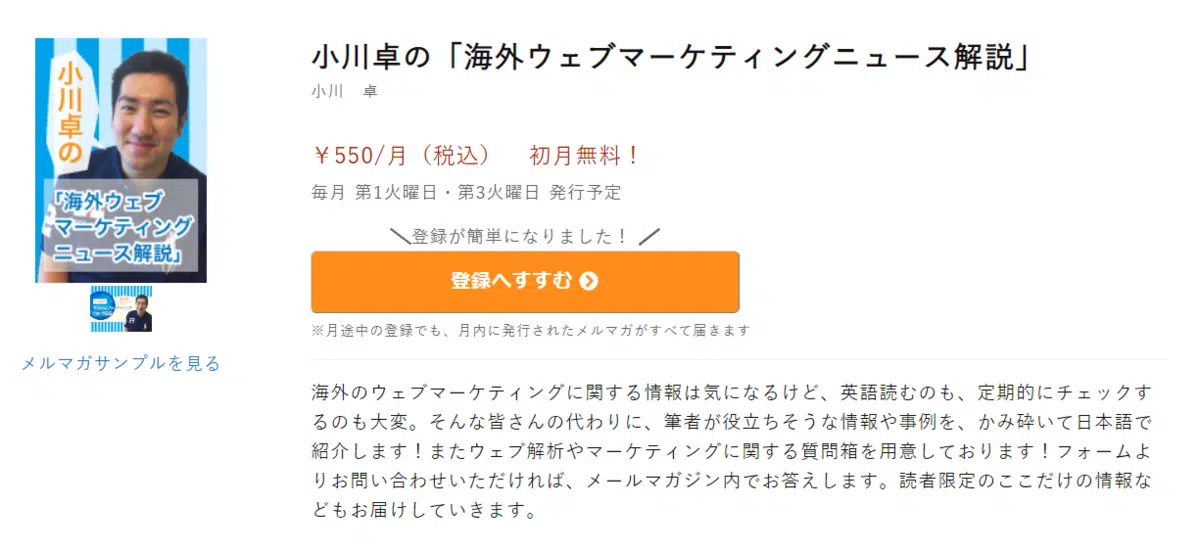 小川卓の
「海外ウェブ
マーケティング
ニュース解説」
メルマガサンプルを見る
小川卓の「海外ウェブマーケティングニュース解説」
小川　卓
￥550/月（税込）　初月無料！
毎月 第1火曜日・第3火曜日 発行予定
＼登録が簡単になりました！／
登録へすすむ
※月途中の登録でも、月内に発行されたメルマガがすべて届きます
海外のウェブマーケティングに関する情報は気になるけど、英語読むのも、定期的にチェックす
るのも大変。そんな皆さんの代わりに、筆者が役立ちそうな情報や事例を、かみ砕いて日本語で
紹介します！またウェブ解析やマーケティングに関する質問箱を用意しております！フォームよ
りお問い合わせいただければ、メールマガジン内でお答えします。読者限定のここだけの情報な
どもお届けしていきます。